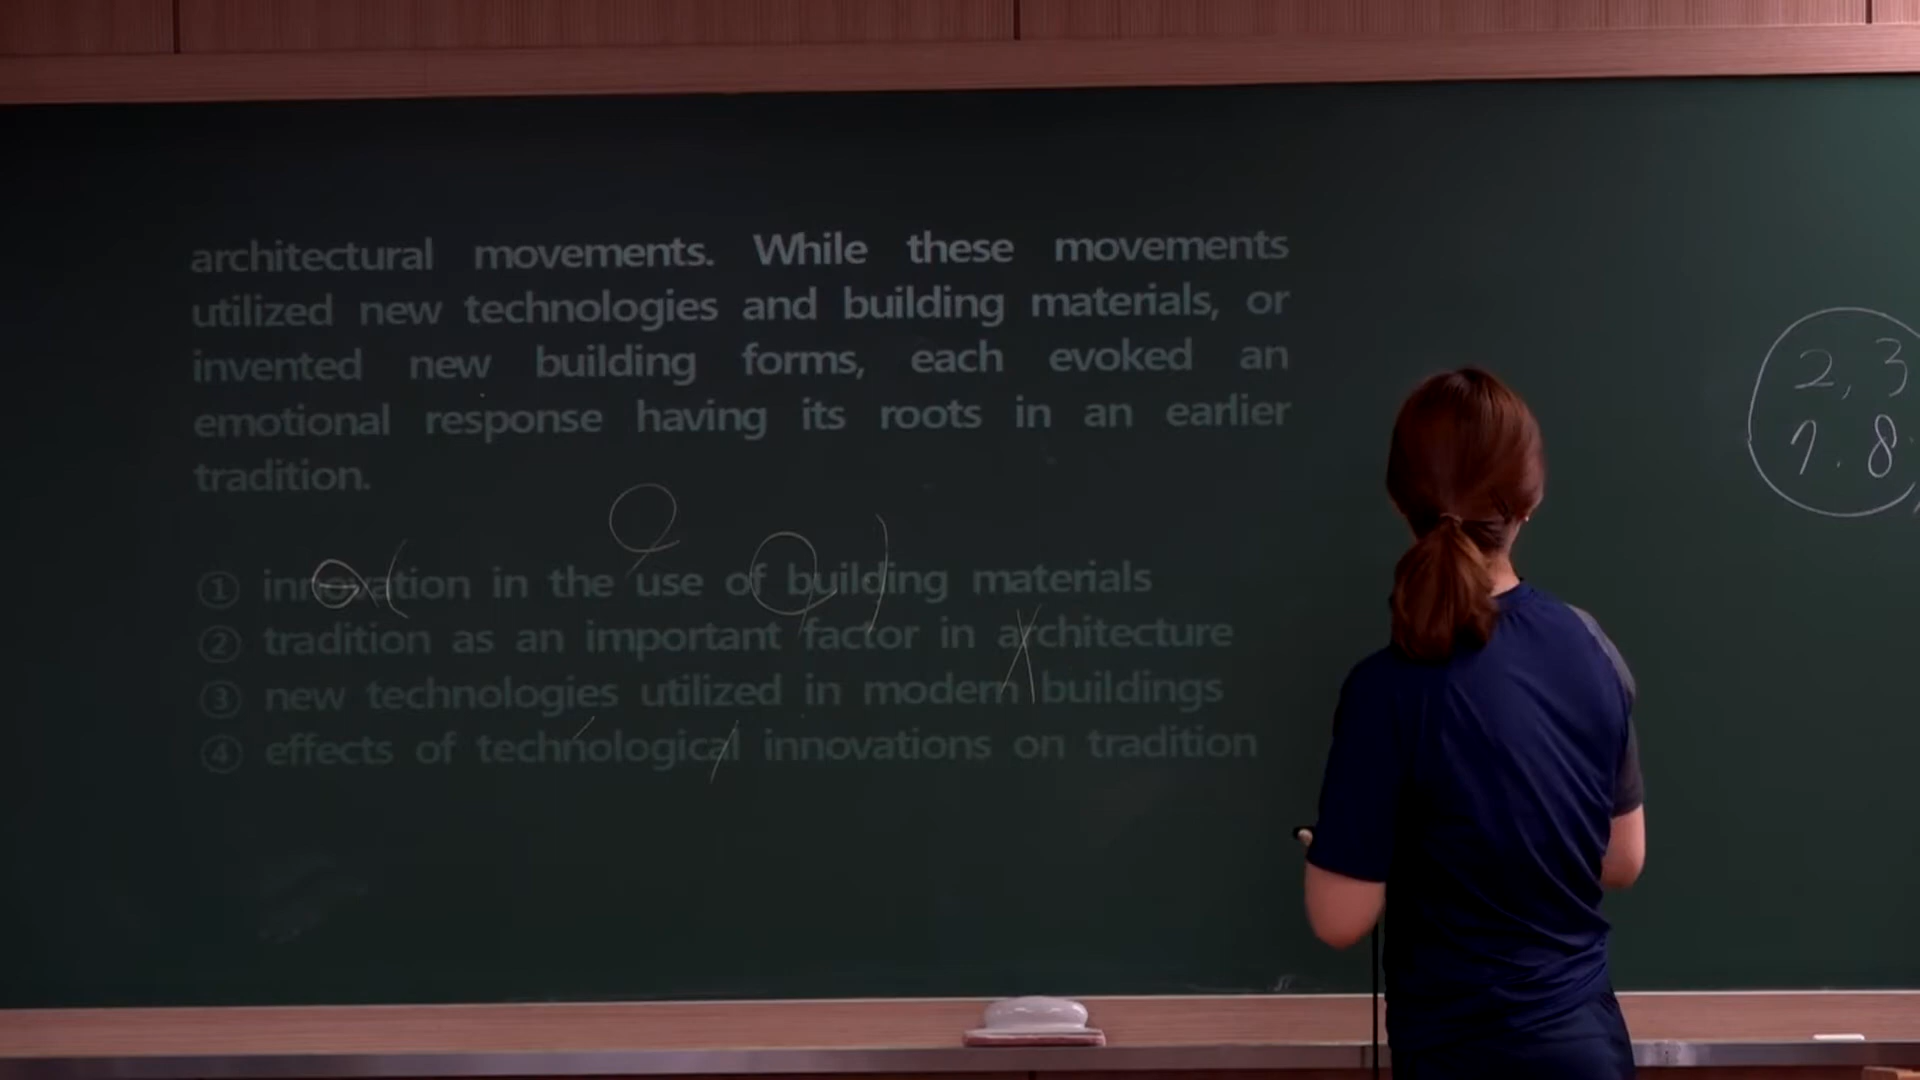 architectural movements. While these movements
utilized new technologies and building materials, or
invented new building forms, each evoked an
emotional response having its roots in an earlier
tradition.
① innovation in the use of building materials
② tradition as an important factor in architecture
③ new technologies utilized in modern buildings
④ effects of technological innovations on tradition
2, 3
7. 8.